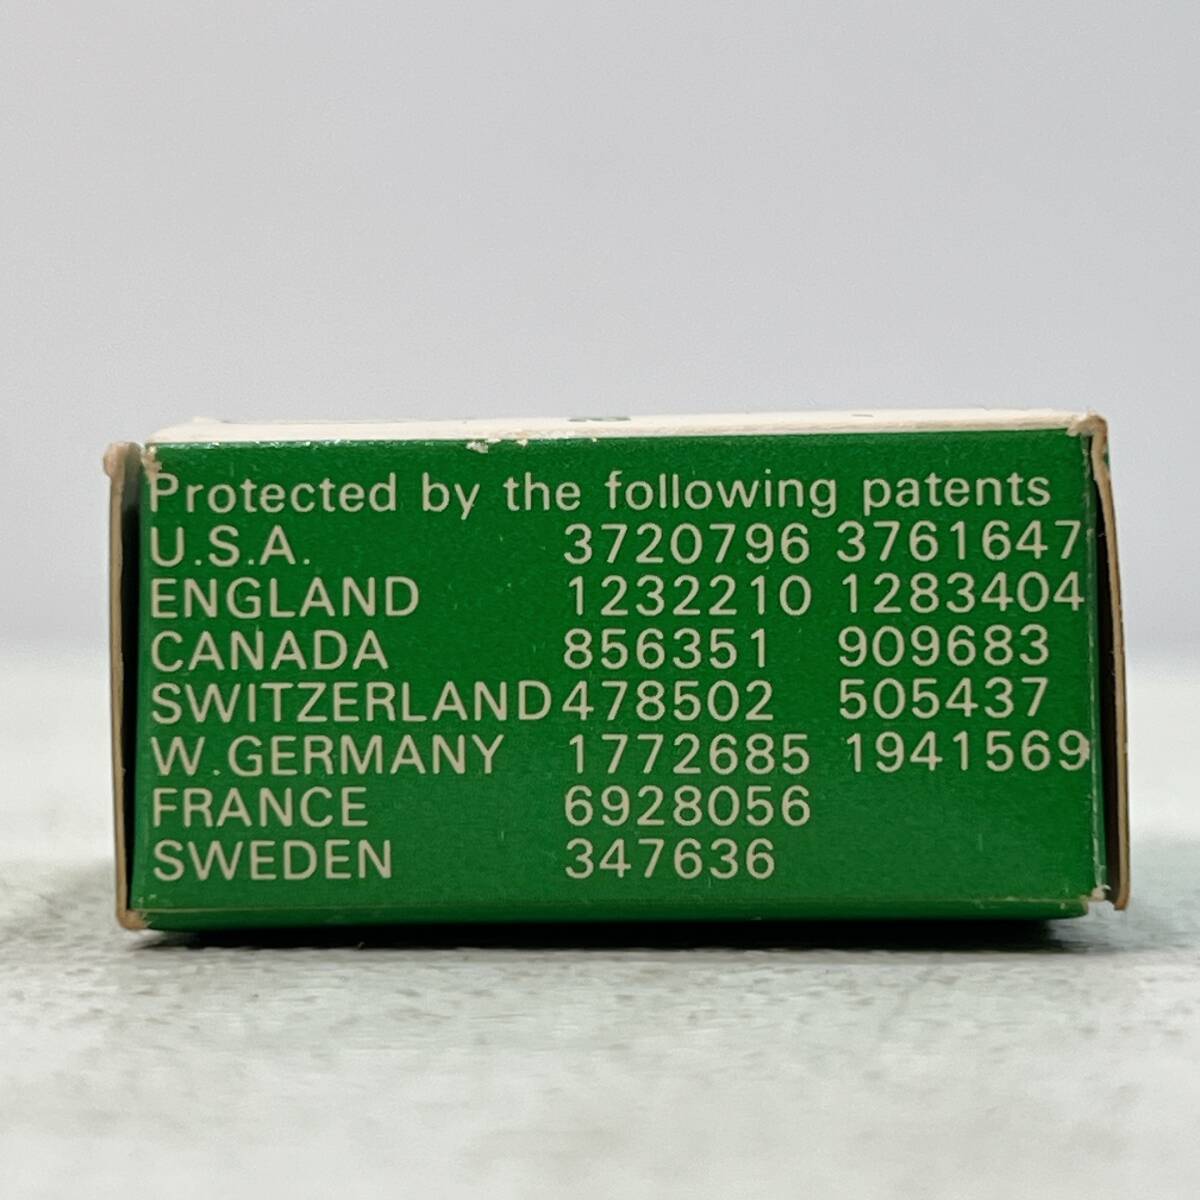 Protected by the following patents
U.S.A. 3720796 3761647
ENGLAND 1232210 1283404
CANADA 856351 909683
SWITZERLAND 478502 505437
W.GERMANY 1772685 1941569
FRANCE 6928056
SWEDEN 347636